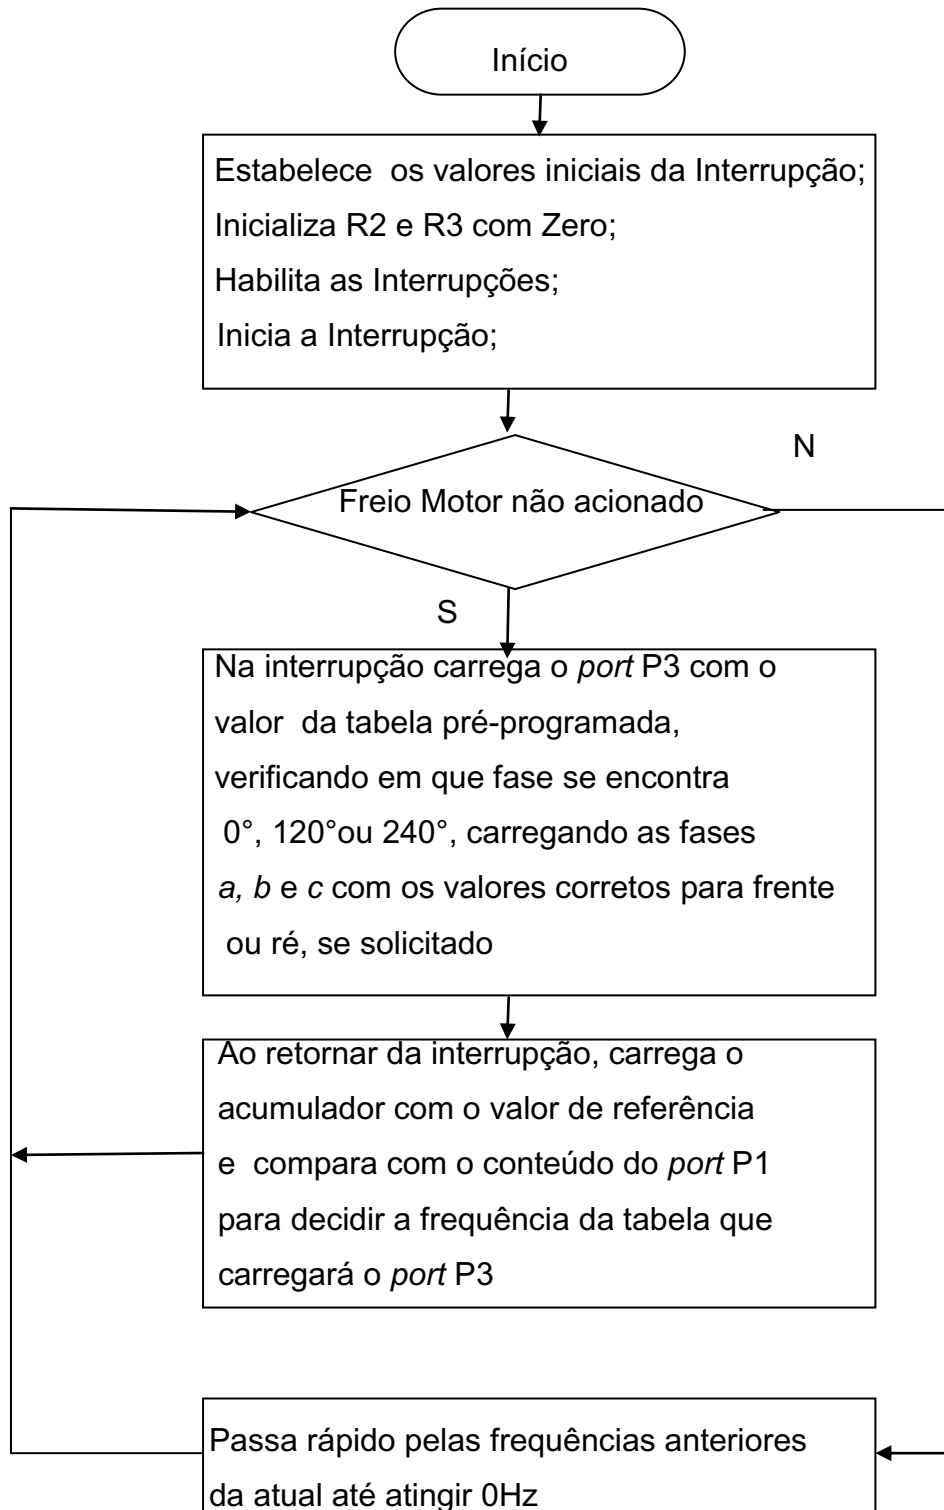 Início
Estabelece os valores iniciais da Interrupção;
Inicializa R2 e R3 com Zero;
Habilita as Interrupções;
Inicia a Interrupção;
N
Freio Motor não acionado
S
Na interrupção carrega o port P3 com o
valor da tabela pré-programada,
verificando em que fase se encontra
0°, 120°ou 240°, carregando as fases
a, b e c com os valores corretos para frente
ou ré, se solicitado
Ao retornar da interrupção, carrega o
acumulador com o valor de referência
e compara com o conteúdo do port P1
para decidir a frequência da tabela que
carregará o port P3
Passa rápido pelas frequências anteriores
da atual até atingir 0Hz